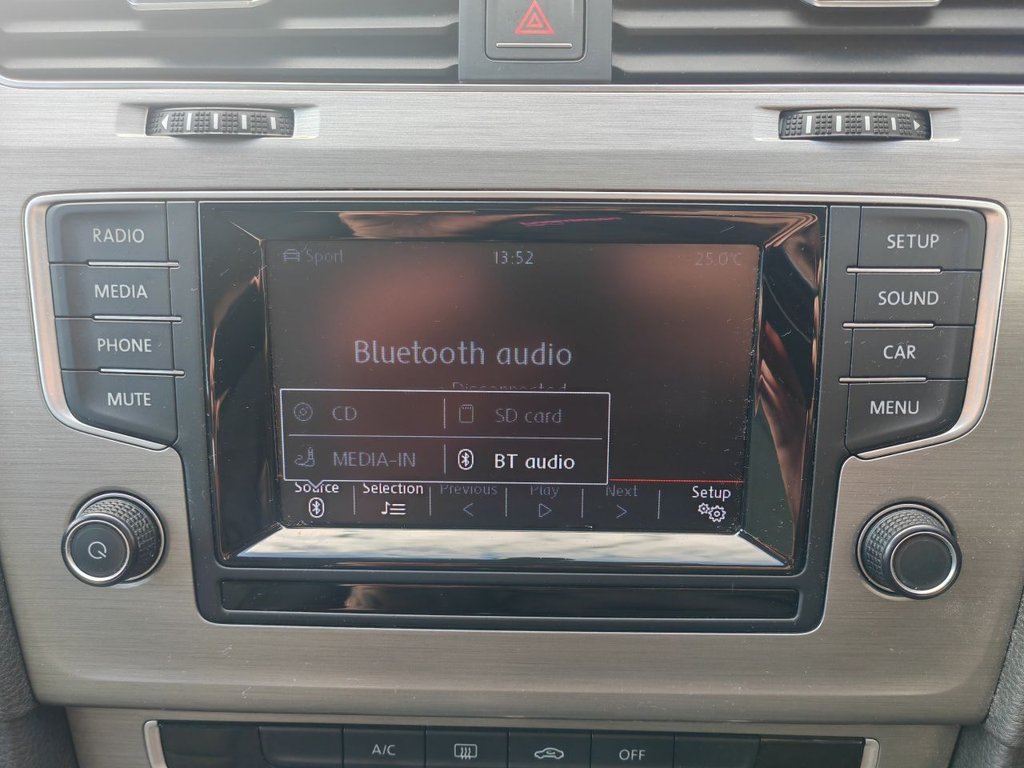 RADIO
MEDIA
PHONE
MUTE
Sport 13:52 25.0°C
Bluetooth audio
Disconnected
CD SD card
MEDIA-IN BT audio
Source Selection Previous Play Next Setup
SETUP
SOUND
CAR
MENU
A/C OFF